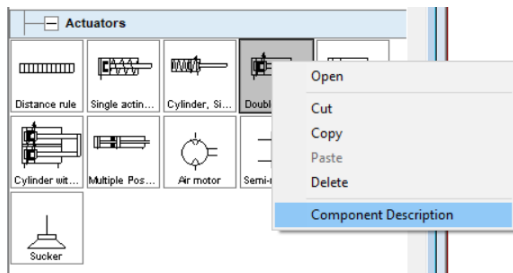 Actuators
Distance rule
Single actin...
Cylinder, Si...
Doubl
Open
Cut
Copy
Paste
Delete
Component Description
Cylinder wit...
Multiple Pos...
Air motor
Semi-r
Sucker